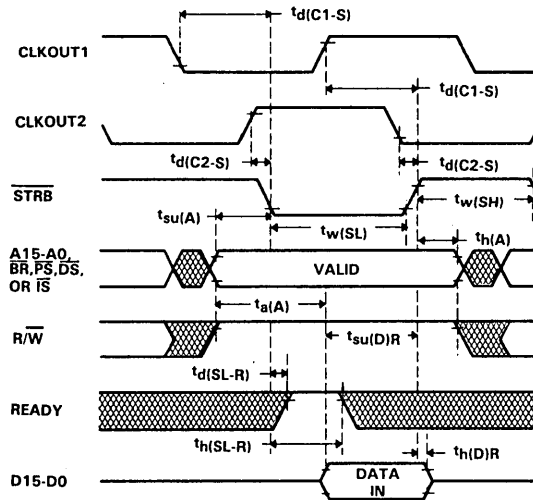 td(C1-S)
CLKOUT1
td(C1-S)
CLKOUT2
td(C2-S)
td(C2-S)
STRB
tsu(A)
tw(SH)
tw(SL)
th(A)
A15-A0,
BR, PS, DS,
OR IS
VALID
ta(A)
R/W
tsu(D)R
td(SL-R)
READY
th(SL-R)
th(D)R
D15-D0
DATA
IN